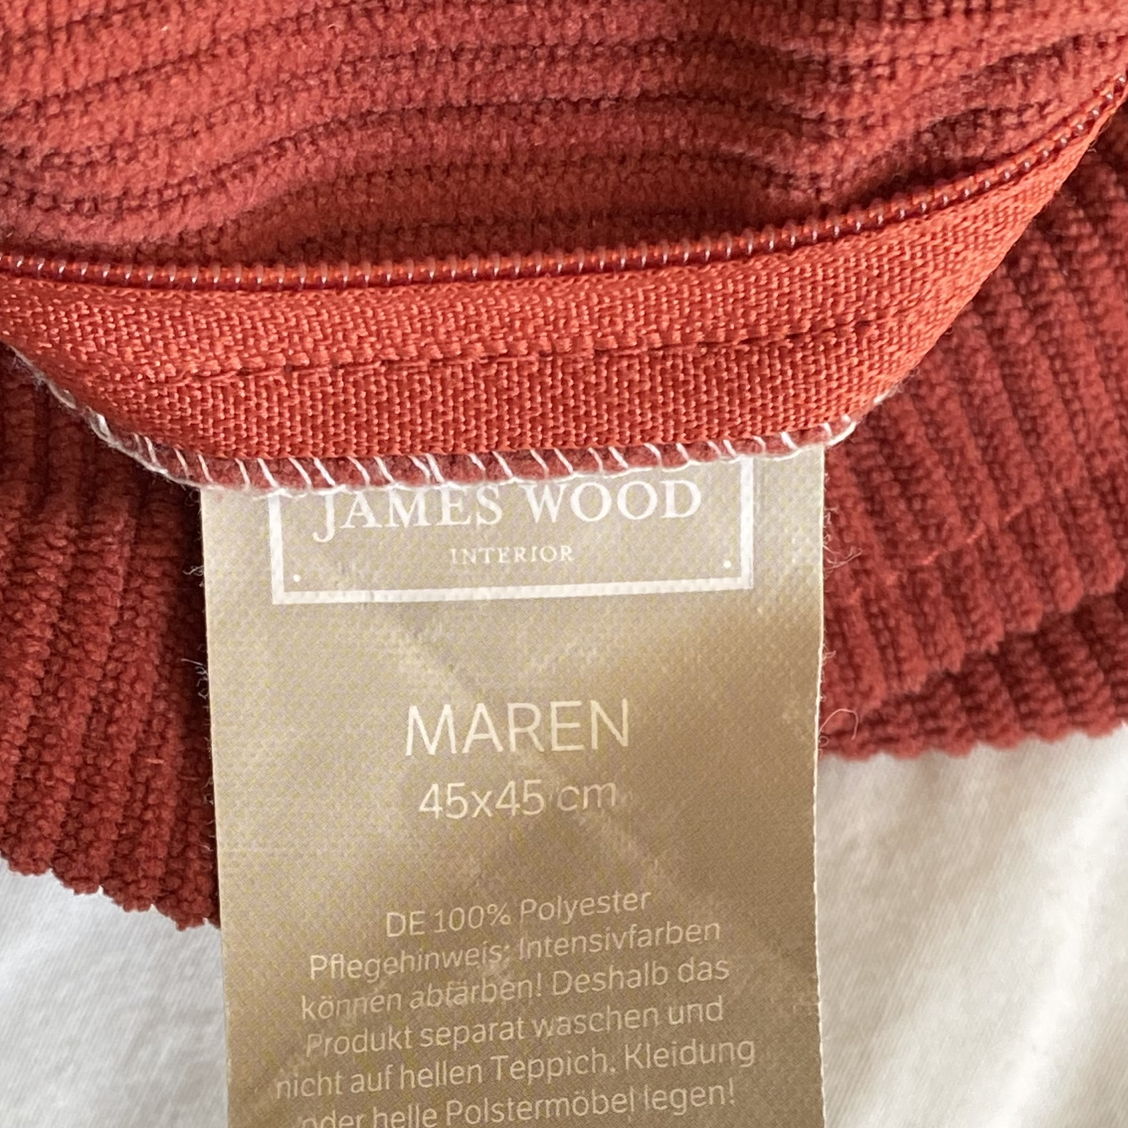 JAMES WOOD
INTERIOR
MAREN
45x45 cm
DE 100% Polyester
Pflegehinweis: Intensivfarben
können abfärben! Deshalb das
Produkt separat waschen und
nicht auf hellen Teppich, Kleidung
oder helle Polstermöbel legen!